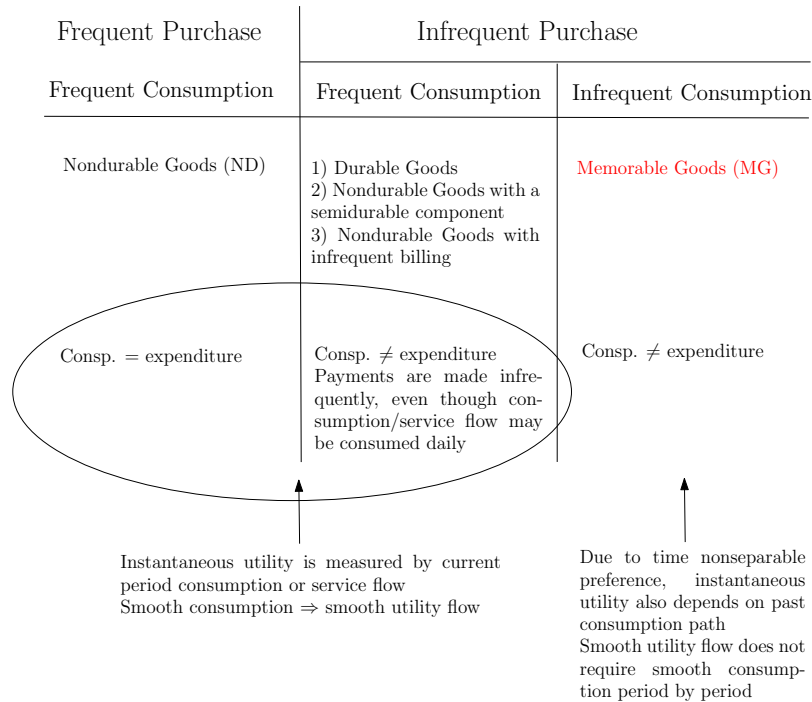 Frequent Purchase
Infrequent Purchase
Frequent Consumption
Frequent Consumption
Infrequent Consumption
Nondurable Goods (ND)
1) Durable Goods
2) Nondurable Goods with a
semidurable component
3) Nondurable Goods with
infrequent billing
Memorable Goods (MG)
Consp. = expenditure
Consp. ≠ expenditure
Payments are made infre-
quently, even though con-
sumption/service flow may
be consumed daily
Consp. ≠ expenditure
Instantaneous utility is measured by current
period consumption or service flow
Smooth consumption ⇒ smooth utility flow
Due to time nonseparable
preference, instantaneous
utility also depends on past
consumption path
Smooth utility flow does not
require smooth consump-
tion period by period